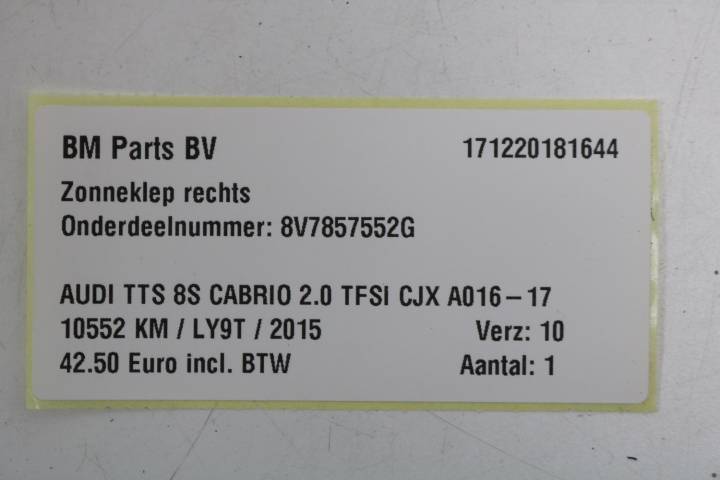 BM Parts BV 171220181644
Zonneklep rechts
Onderdeelnummer: 8V7857552G
AUDI TTS 8S CABRIO 2.0 TFSI CJX A016-17
10552 KM / LY9T / 2015 Verz: 10
42.50 Euro incl. BTW Aantal: 1